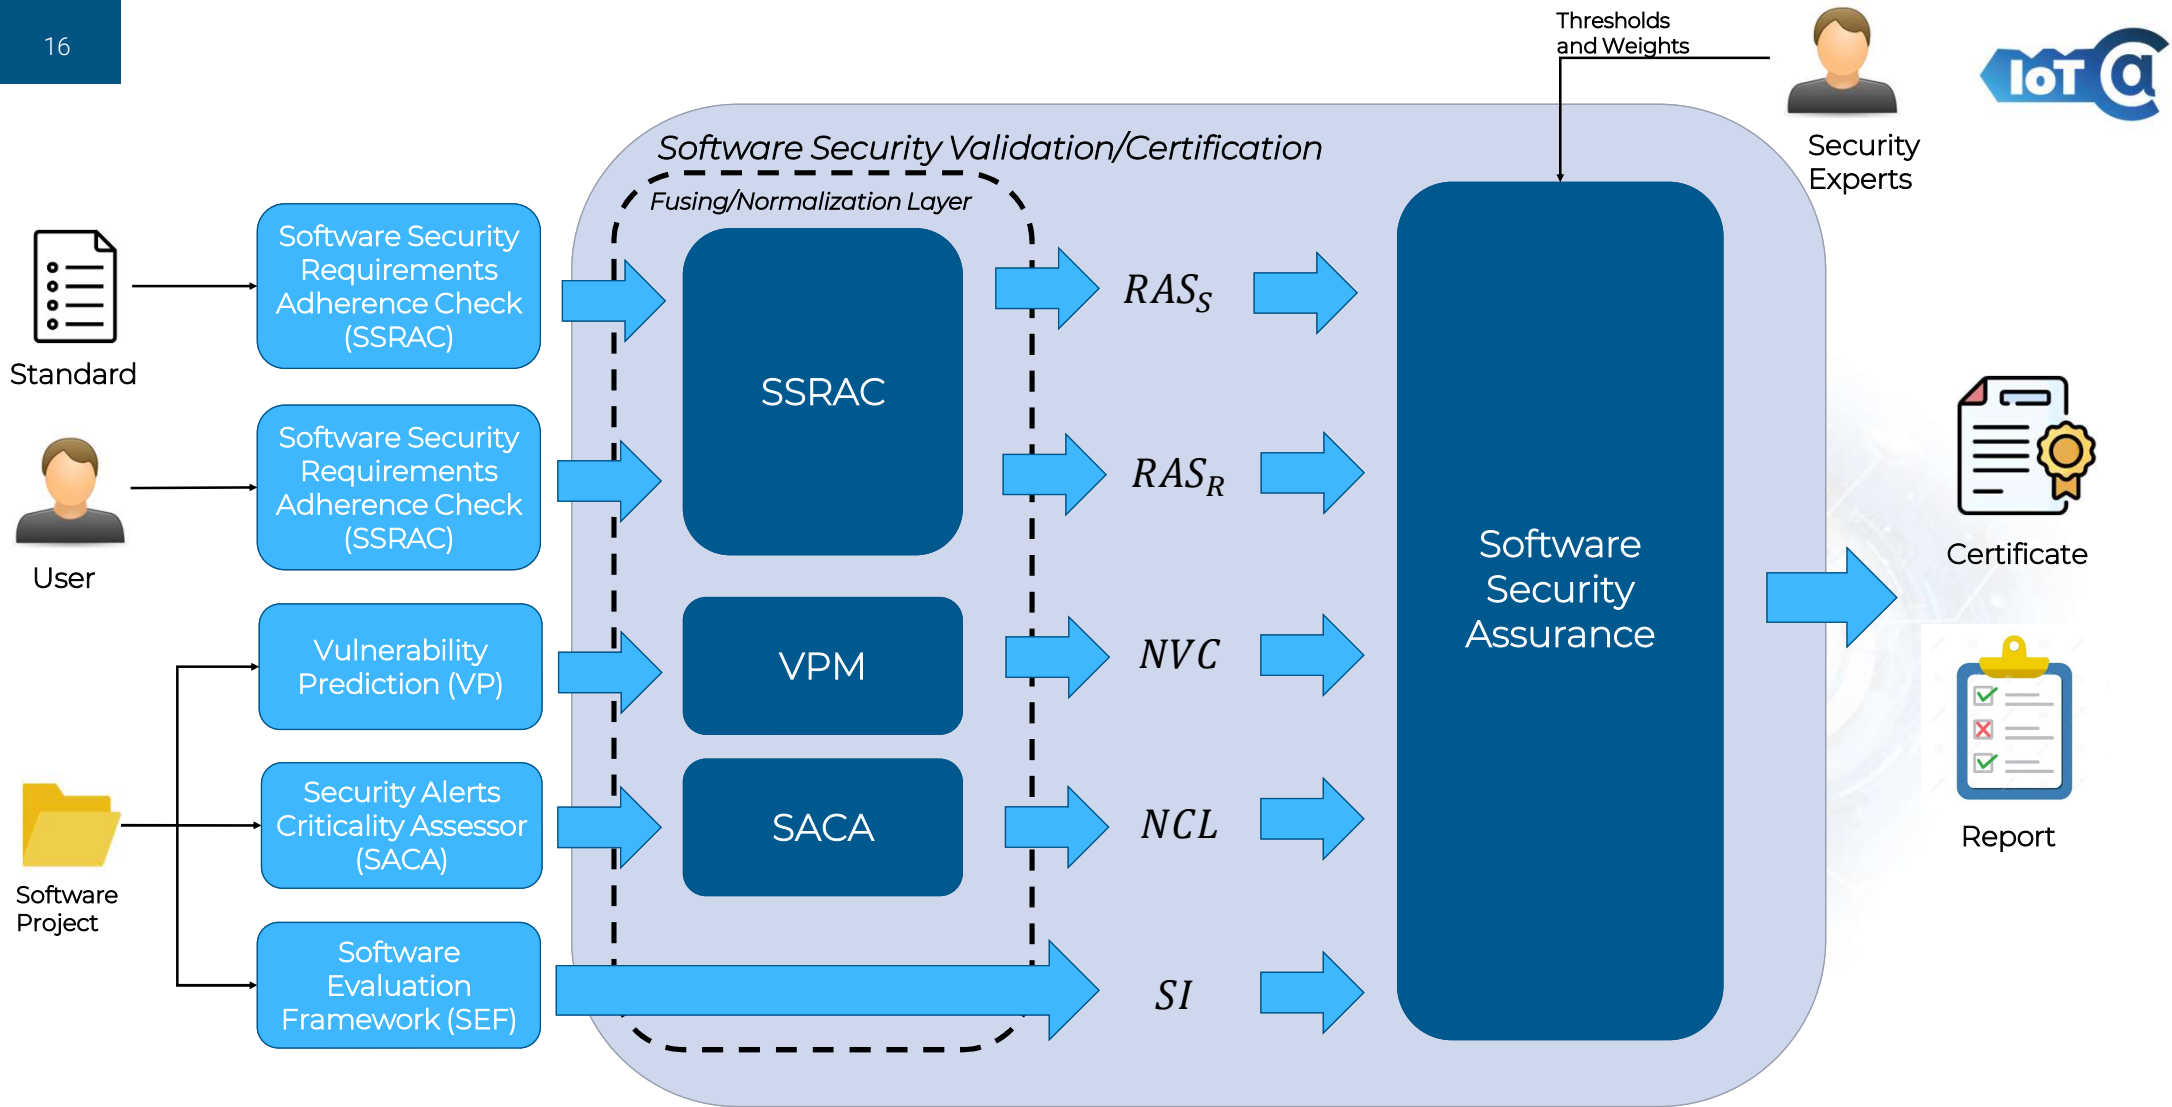 16
Thresholds
and Weights
IoT @
Security
Experts
Software Security Validation/Certification
Fusing/Normalization Layer
Standard
Software Security
Requirements
Adherence Check
(SSRAC)
User
Software Security
Requirements
Adherence Check
(SSRAC)
Software
Project
Vulnerability
Prediction (VP)
Security Alerts
Criticality Assessor
(SACA)
Software
Evaluation
Framework (SEF)
SSRAC
VPM
SACA
RAS_S
RAS_R
NVC
NCL
SI
Software
Security
Assurance
Certificate
Report